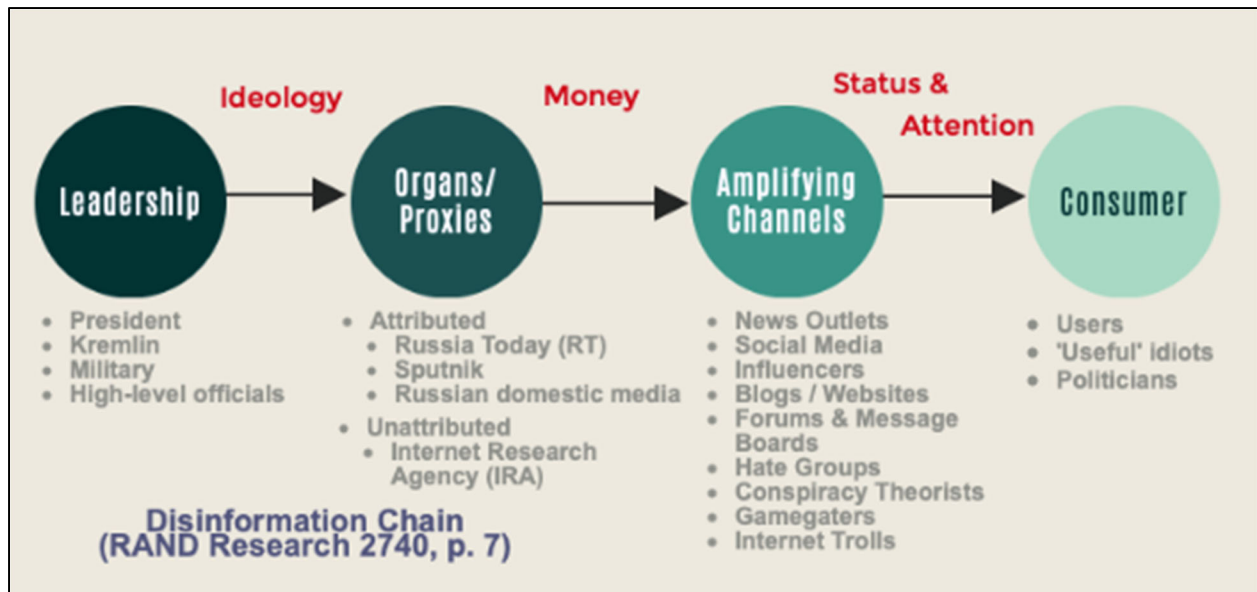 Ideology
Money
Status &
Attention
Leadership
Organs/
Proxies
Amplifying
Channels
Consumer
• President
• Kremlin
• Military
• High-level officials
• Attributed
• Russia Today (RT)
• Sputnik
• Russian domestic media
• Unattributed
• Internet Research
Agency (IRA)
• News Outlets
• Social Media
• Influencers
• Blogs / Websites
• Forums & Message
Boards
• Hate Groups
• Conspiracy Theorists
• Gamegaters
• Internet Trolls
• Users
• 'Useful' idiots
• Politicians
Disinformation Chain
(RAND Research 2740, p. 7)